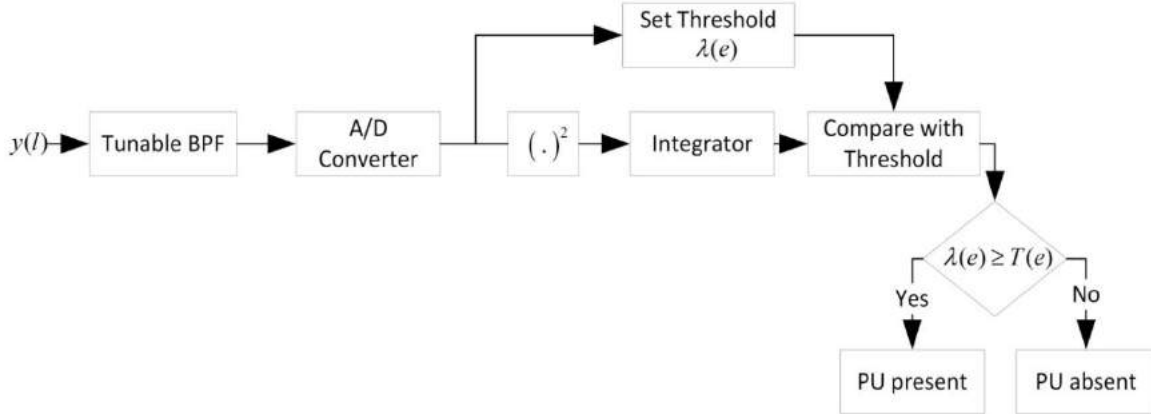 Set Threshold
λ(e)
y(l)
Tunable BPF
A/D
Converter
( . )²
Integrator
Compare with
Threshold
λ(e) ≥ T(e)
Yes
No
PU present
PU absent